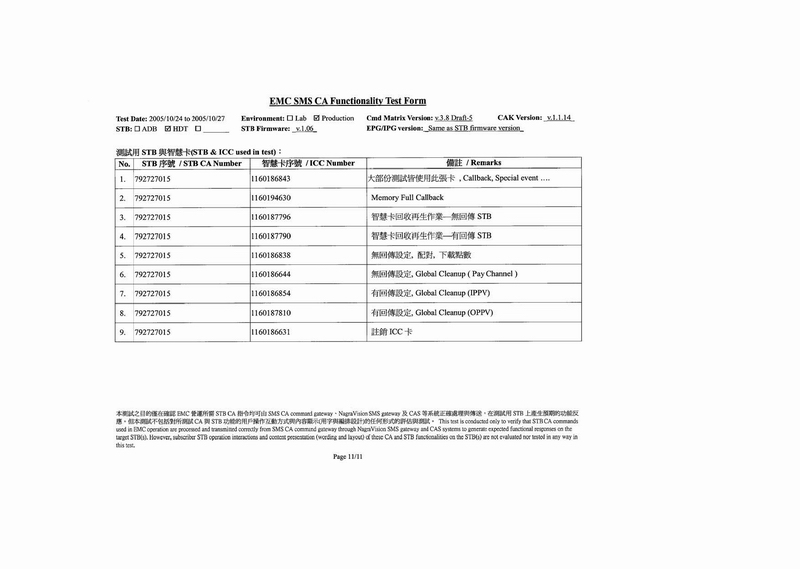 EMC SMS CA Functionality Test Form
Test Date: 2005/10/24 to 2005/10/27 Environment: ☐ Lab ☑ Production Cmd Matrix Version: v.3.8 Draft-5 CAK Version: v.1.1.14
STB: ☐ ADB ☑ HDT ☐ ______ STB Firmware: v.1.06 EPG/IPG version: Same as STB firmware version
測試用 STB 與智慧卡(STB & ICC used in test)：
No. STB 序號 / STB CA Number 智慧卡序號 / ICC Number 備註 / Remarks
1. 792727015 1160186843 大部份測試皆使用此張卡 , Callback, Special event ….
2. 792727015 1160194630 Memory Full Callback
3. 792727015 1160187796 智慧卡回收再生作業—無回傳 STB
4. 792727015 1160187790 智慧卡回收再生作業—有回傳 STB
5. 792727015 1160186838 無回傳設定, 配對, 下載點數
6. 792727015 1160186644 無回傳設定, Global Cleanup ( Pay Channel )
7. 792727015 1160186854 有回傳設定, Global Cleanup (IPPV)
8. 792727015 1160187810 有回傳設定, Global Cleanup (OPPV)
9. 792727015 1160186631 註銷 ICC 卡
本測試之目的僅在確認 EMC 營運所需 STB CA 指令均可由 SMS CA command gateway、NagraVision SMS gateway 及 CAS 等系統正確處理與傳送，在測試用 STB 上產生預期的功能反
應。但本測試不包括對所測試 CA 與 STB 功能的用戶操作互動方式與內容顯示(用字與編排設計)的任何形式的評估與測試。 This test is conducted only to verify that STB CA commands
used in EMC operation are processed and transmitted correctly from SMS CA command gateway through NagraVision SMS gateway and CAS systems to generate expected functional responses on the
target STB(s). However, subscriber STB operation interactions and content presentation (wording and layout) of these CA and STB functionalities on the STB(s) are not evaluated nor tested in any way in
this test.
Page 11/11